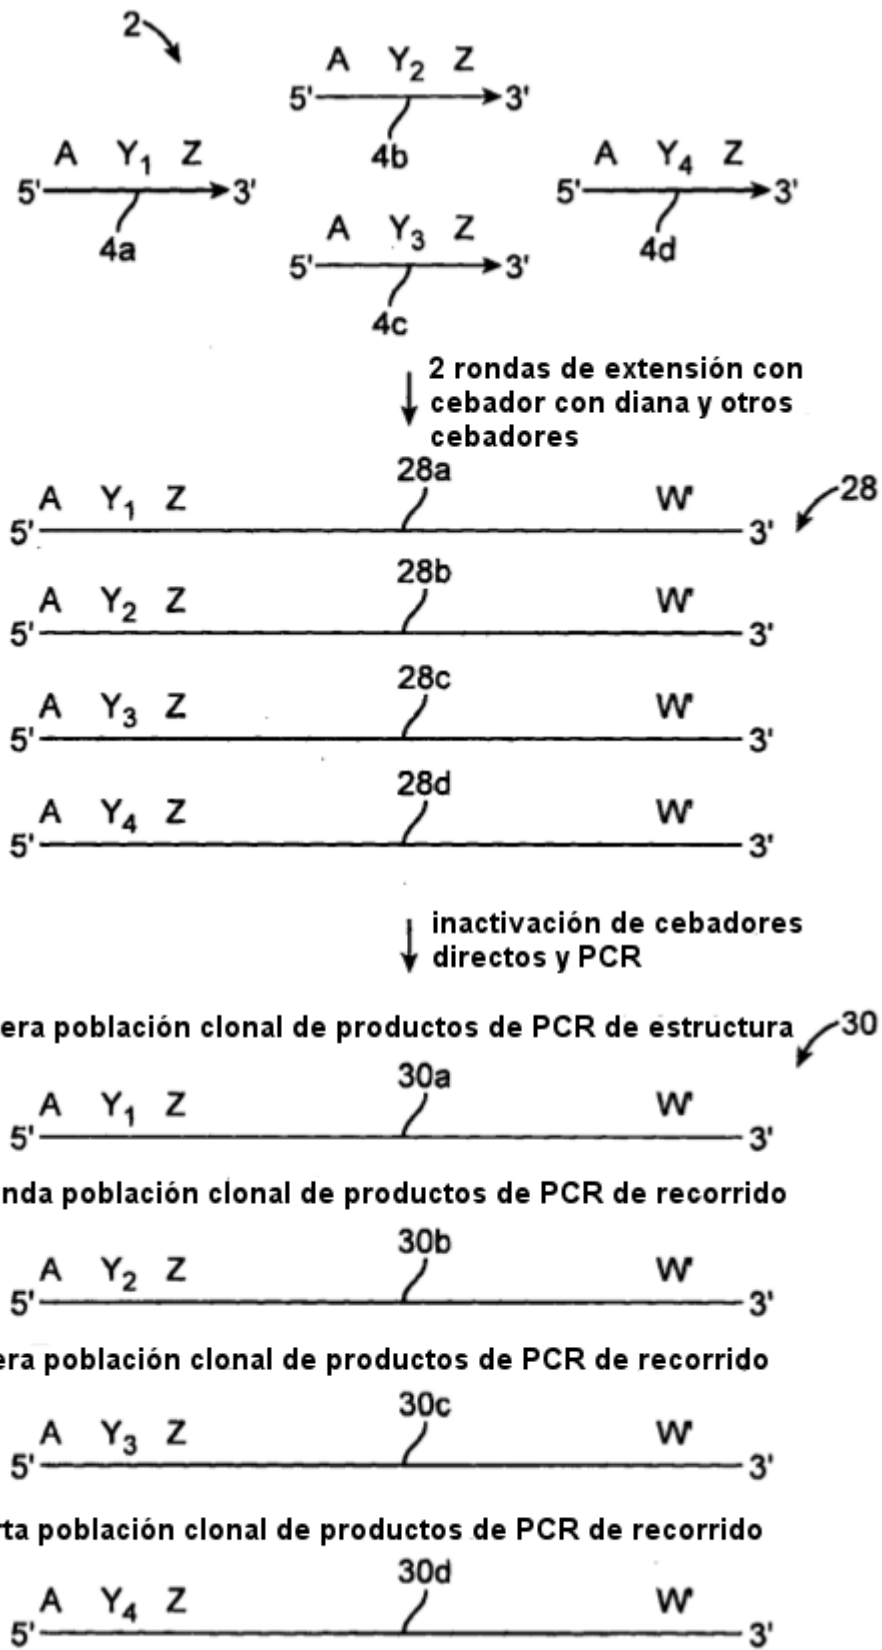 2
A Y₂ Z
5' 3'
4b
A Y₁ Z
5' 3'
4a
A Y₄ Z
5' 3'
4d
A Y₃ Z
5' 3'
4c
2 rondas de extensión con
cebador con diana y otros
cebadores
28a
A Y₁ Z W'
28
5' 3'
28b
A Y₂ Z W'
5' 3'
28c
A Y₃ Z W'
5' 3'
28d
A Y₄ Z W'
5' 3'
inactivación de cebadores
directos y PCR
era población clonal de productos de PCR de estructura
30
30a
A Y₁ Z W'
5' 3'
nda población clonal de productos de PCR de recorrido
30b
A Y₂ Z W'
5' 3'
era población clonal de productos de PCR de recorrido
30c
A Y₃ Z W'
5' 3'
rta población clonal de productos de PCR de recorrido
30d
A Y₄ Z W'
5' 3'